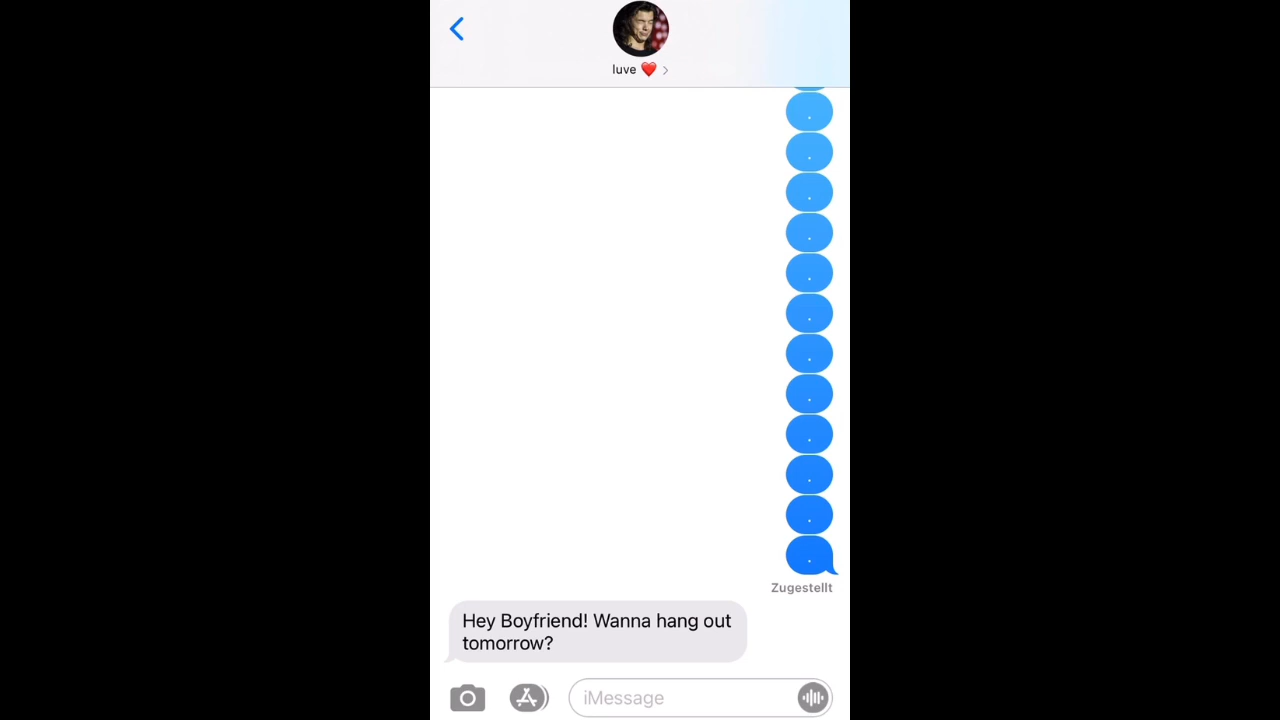 luve ❤️ >
.
.
.
.
.
.
.
.
.
.
.
.
Zugestellt
Hey Boyfriend! Wanna hang out
tomorrow?
iMessage